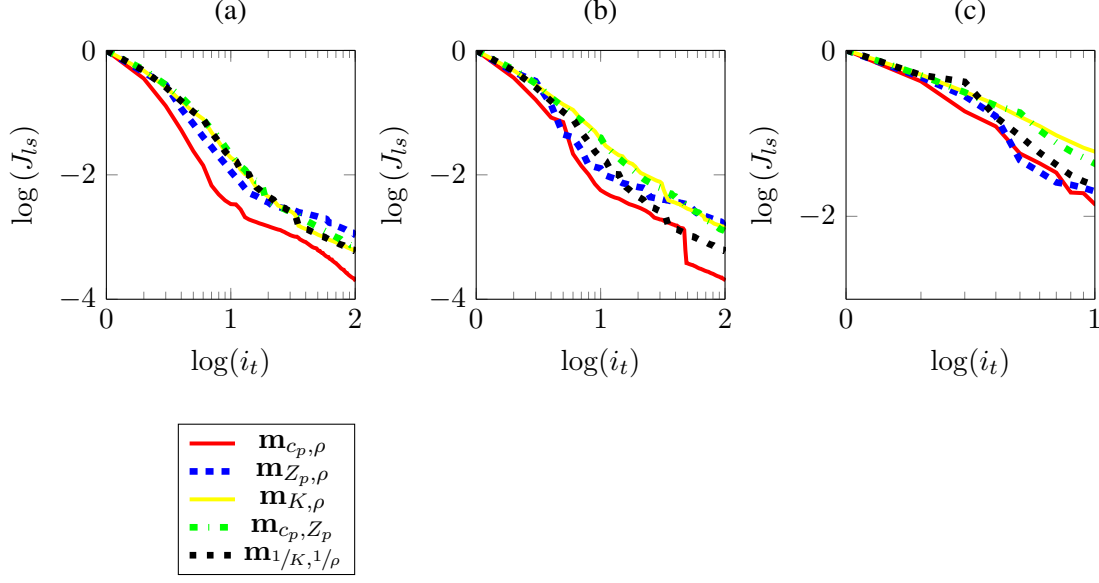 (a)
0
−2
−4
log (J_ls)
0 1 2
log(i_t)
(b)
0
−2
−4
log (J_ls)
0 1 2
log(i_t)
(c)
0
−2
log (J_ls)
0 1
log(i_t)
m_{c_p,ρ}
m_{Z_p,ρ}
m_{K,ρ}
m_{c_p,Z_p}
m_{1/K,1/ρ}